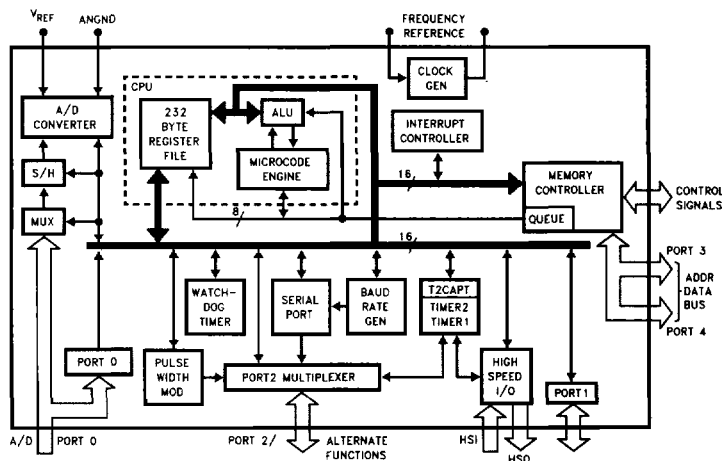 VREF
ANGND
FREQUENCY
REFERENCE
CLOCK
GEN
A/D
CONVERTER
CPU
232
BYTE
REGISTER
FILE
ALU
MICROCODE
ENGINE
INTERRUPT
CONTROLLER
S/H
MUX
16
MEMORY
CONTROLLER
QUEUE
CONTROL
SIGNALS
8
16
PORT 3
ADDR
DATA
BUS
PORT 4
WATCH-
DOG
TIMER
SERIAL
PORT
BAUD
RATE
GEN
T2CAPT
TIMER2
TIMER1
PORT 0
PULSE
WIDTH
MOD
PORT2 MULTIPLEXER
HIGH
SPEED
I/O
PORT1
A/D
PORT 0
PORT 2/
ALTERNATE
FUNCTIONS
HSI
HSO